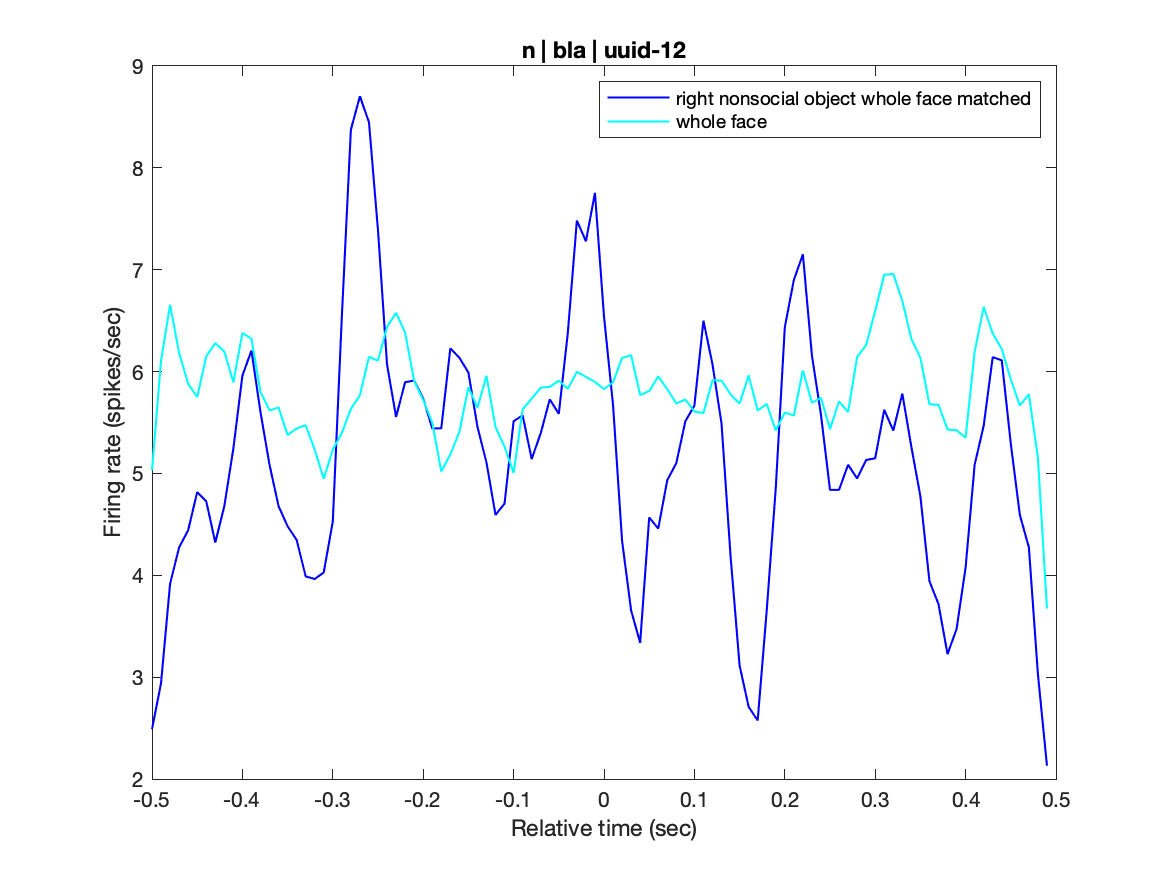 n | bla | uuid-12
right nonsocial object whole face matched
whole face
Firing rate (spikes/sec)
9
8
7
6
5
4
3
2
-0.5 -0.4 -0.3 -0.2 -0.1 0 0.1 0.2 0.3 0.4 0.5
Relative time (sec)